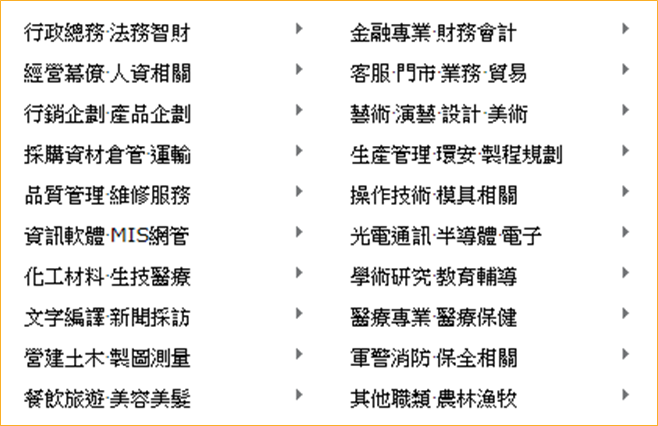 行政總務·法務智財
金融專業·財務會計
經營幕僚·人資相關
客服·門市·業務·貿易
行銷企劃·產品企劃
藝術·演藝·設計·美術
採購資材·倉管·運輸
生產管理·環安·製程規劃
品質管理·維修服務
操作技術·模具相關
資訊軟體·MIS網管
光電通訊·半導體·電子
化工材料·生技醫療
學術研究·教育輔導
文字編譯·新聞採訪
醫療專業·醫療保健
營建土木·製圖測量
軍警消防·保全相關
餐飲旅遊·美容美髮
其他職類·農林漁牧